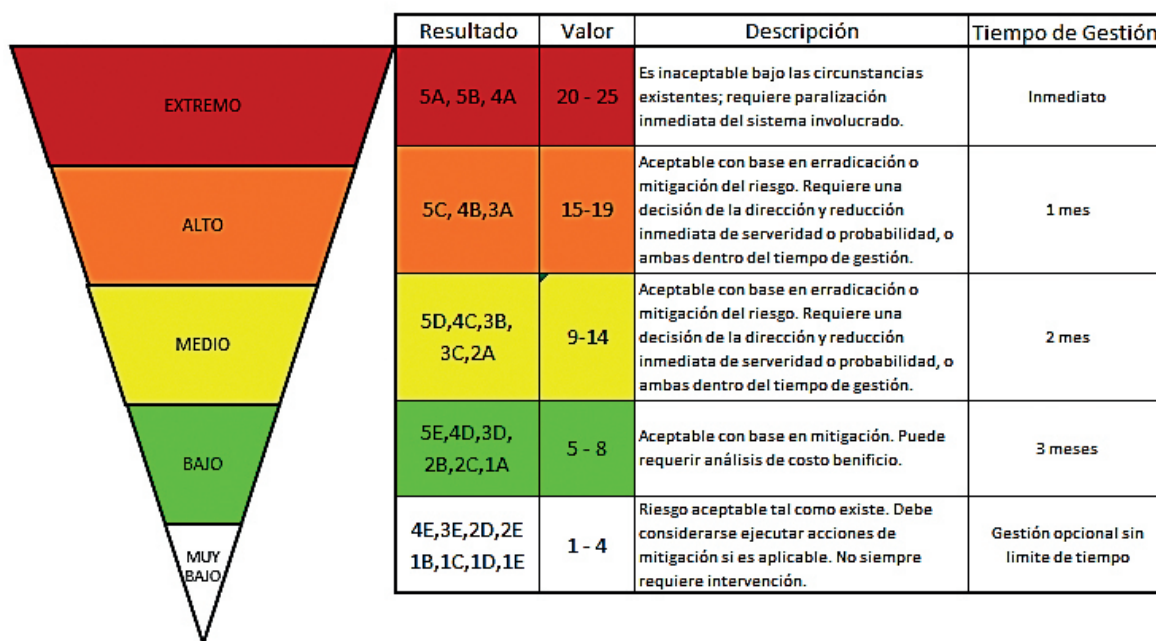 Resultado Valor Descripción Tiempo de Gestión
EXTREMO
5A, 5B, 4A
20 - 25
Es inaceptable bajo las circunstancias
existentes; requiere paralización
inmediata del sistema involucrado.
Inmediato
ALTO
5C, 4B,3A
15-19
Aceptable con base en erradicación o
mitigación del riesgo. Requiere una
decisión de la dirección y reducción
inmediata de serveridad o probabilidad, o
ambas dentro del tiempo de gestión.
1 mes
MEDIO
5D,4C,3B,
3C,2A
9-14
Aceptable con base en erradicación o
mitigación del riesgo. Requiere una
decisión de la dirección y reducción
inmediata de serveridad o probabilidad, o
ambas dentro del tiempo de gestión.
2 mes
BAJO
5E,4D,3D,
2B,2C,1A
5 - 8
Aceptable con base en mitigación. Puede
requerir análisis de costo benificio.
3 meses
MUY
BAJO
4E,3E,2D,2E
1B,1C,1D,1E
1 - 4
Riesgo aceptable tal como existe. Debe
considerarse ejecutar acciones de
mitigación si es aplicable. No siempre
requiere intervención.
Gestión opcional sin
limite de tiempo